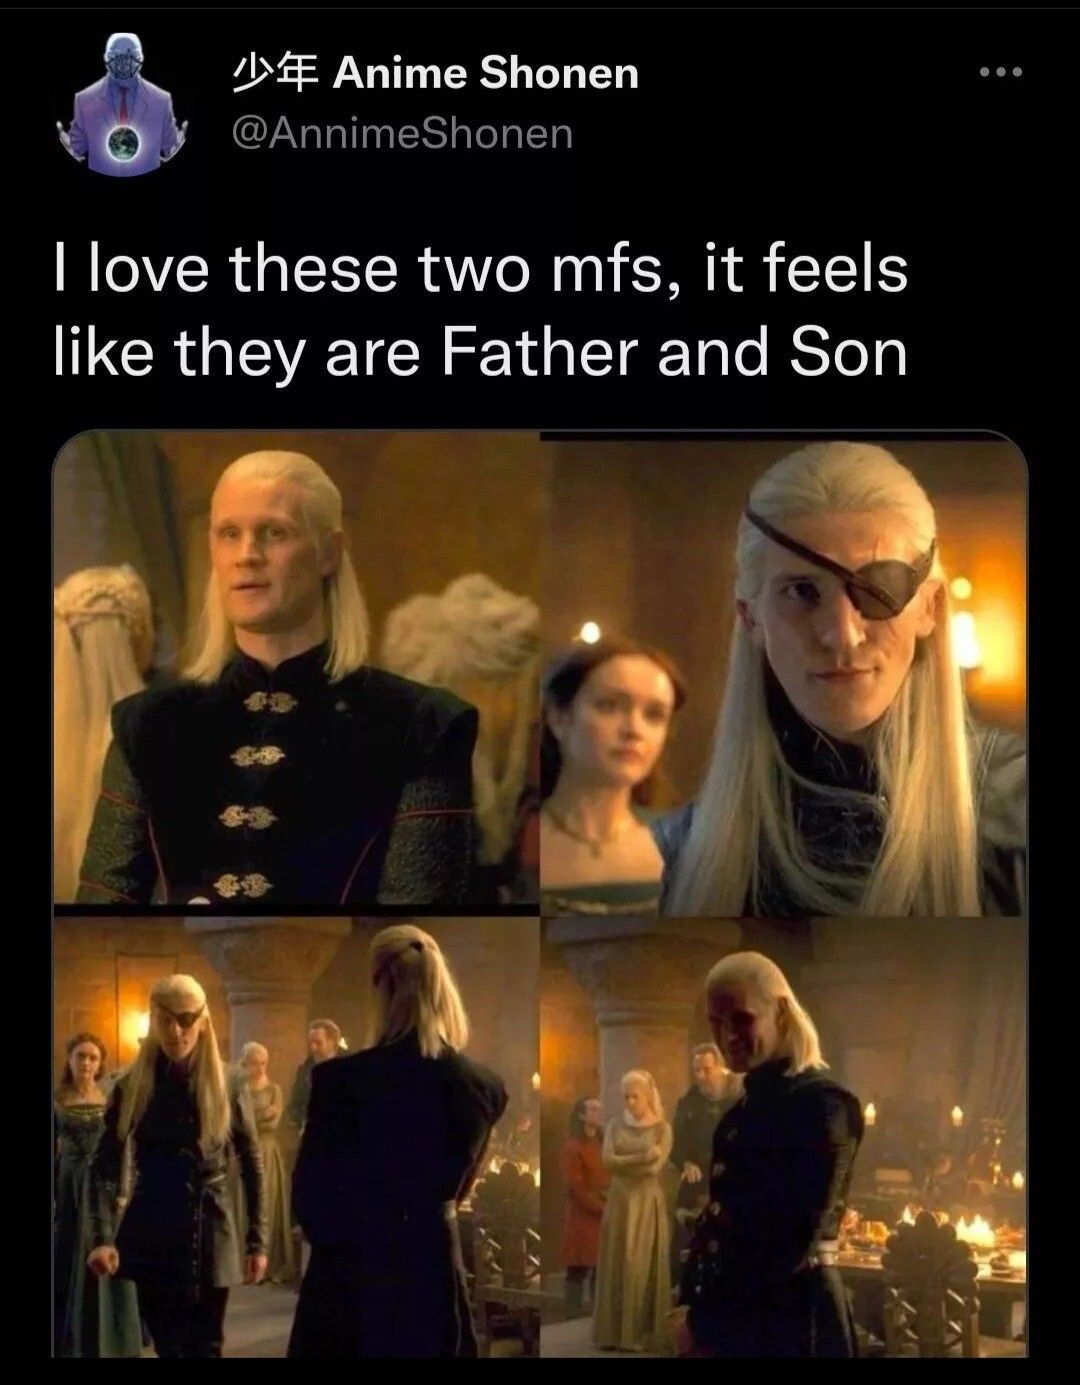 少年 Anime Shonen
@AnnimeShonen
I love these two mfs, it feels
like they are Father and Son